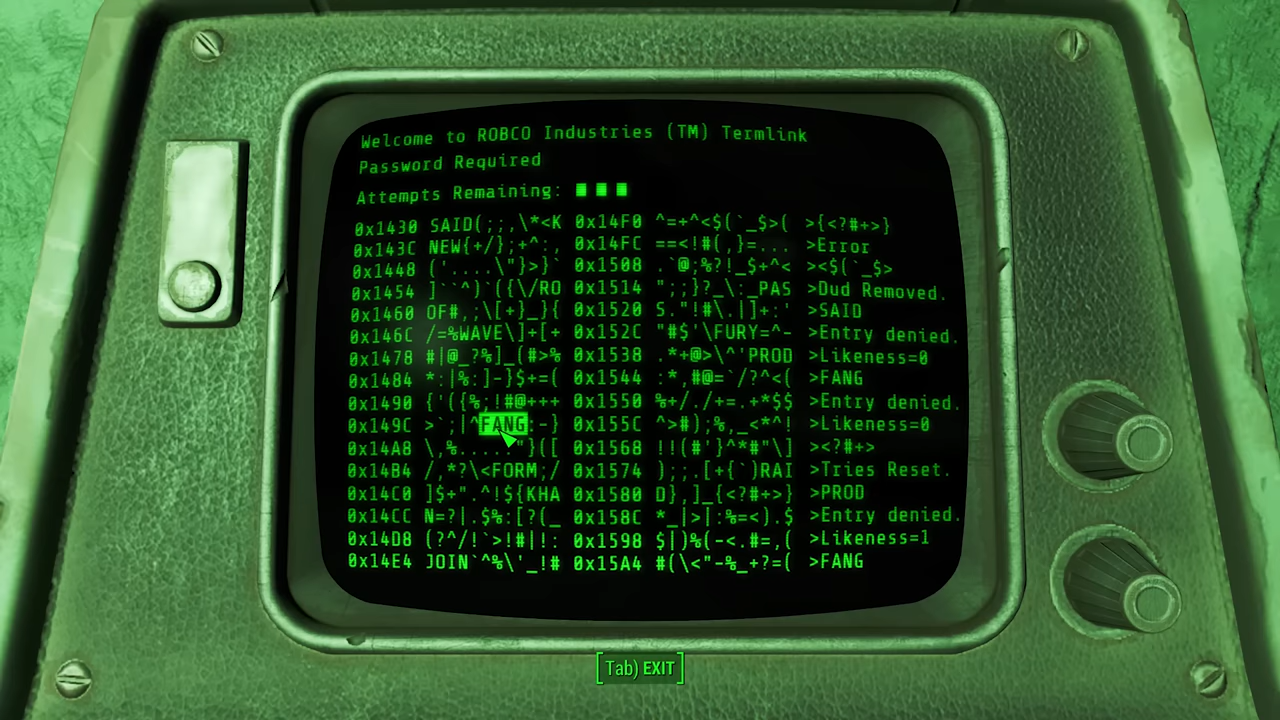 Welcome to ROBCO Industries (TM) Termlink
Password Required
Attempts Remaining: ■ ■ ■
0x1430 SAID(;;,\*<K 0x14F0 ^=+^<$(`_$>( >{<?#+>}
0x143C NEW{+/};+^:, 0x14FC ==<!#(,}=... >Error
0x1448 ('....\"}>}` 0x1508 .`@;%?!_$+^< ><$(`_$>
0x1454 ]``^)`({\/RO 0x1514 ";;}?_\:_PAS >Dud Removed.
0x1460 OF#,;\[+}_}{ 0x1520 S."!#\.|]+:' >SAID
0x146C /=%WAVE\]+[+ 0x152C "#$'\FURY=^- >Entry denied.
0x1478 #|@_?%]_(#>% 0x1538 .*+@>\^'PROD >Likeness=0
0x1484 *:|%:]-}$+=( 0x1544 :*,#@=`/?^<( >FANG
0x1490 {'({%;!#@+++ 0x1550 %+/./+=.+*$$ >Entry denied.
0x149C >`;|^FANG:-} 0x155C ^>#);%,_<*^! >Likeness=0
0x14A8 \,%....."}([ 0x1568 !!(#'}^*#"\] ><?#+>
0x14B4 /,*?\<FORM;/ 0x1574 );;.[+{`)RAI >Tries Reset.
0x14C0 ]$+".^!${KHA 0x1580 D},]_{<?#+>} >PROD
0x14CC N=?|.$%:[?(_ 0x158C *_|>|:%=<).$ >Entry denied.
0x14D8 (?^/!`>!#|!: 0x1598 $|)%(-<.#=,( >Likeness=1
0x14E4 JOIN`^%\'_!# 0x15A4 #(\<"-%_+?=( >FANG
Tab) EXIT